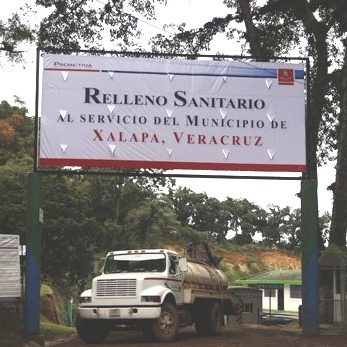 PROACTIVA
RELLENO SANITARIO
AL SERVICIO DEL MUNICIPIO DE
XALAPA, VERACRUZ